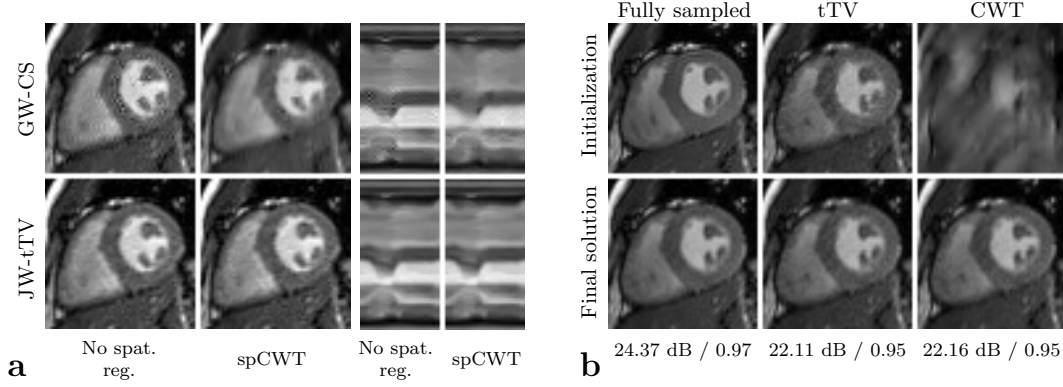 Fully sampled tTV CWT
GW-CS
Initialization
JW-tTV
Final solution
a
No spat.
reg.
spCWT
No spat.
reg.
spCWT
b
24.37 dB / 0.97 22.11 dB / 0.95 22.16 dB / 0.95